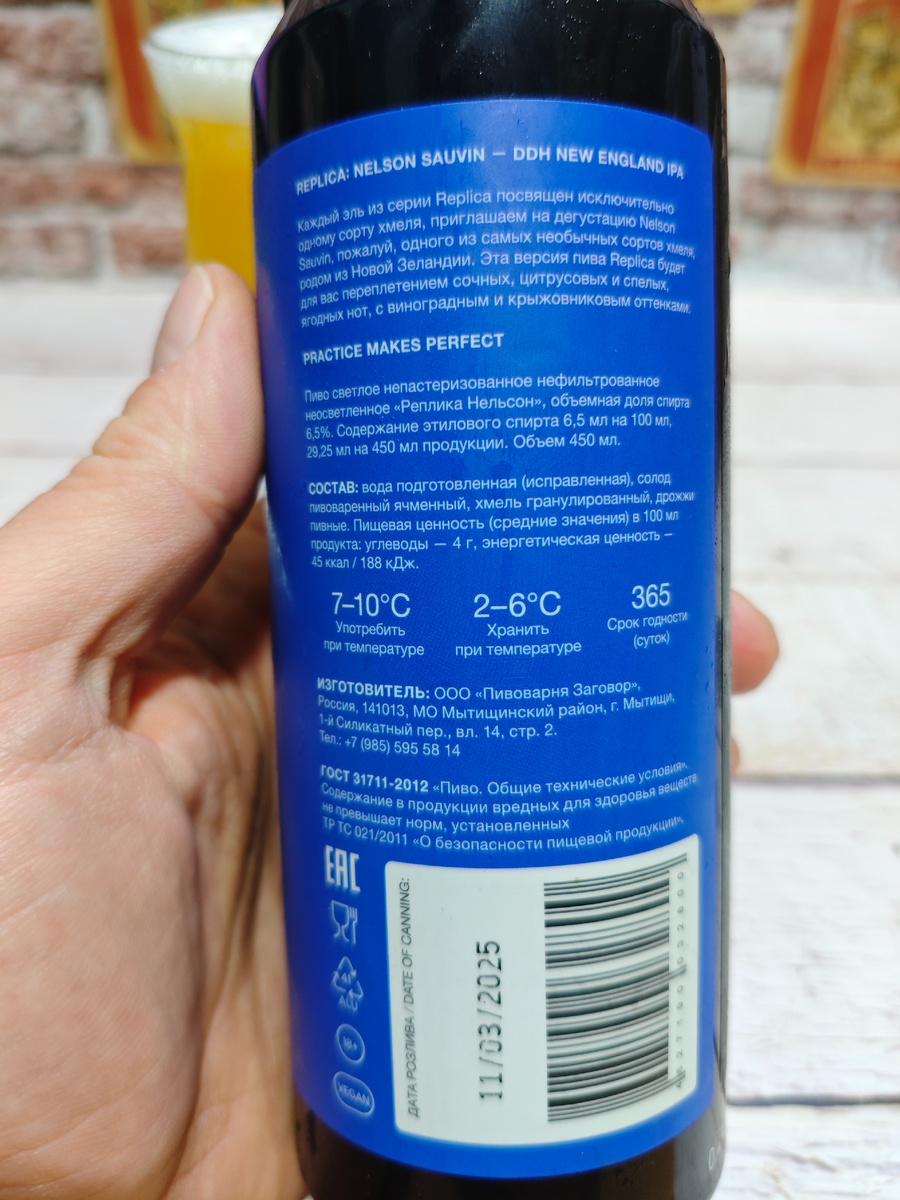 REPLICA: NELSON SAUVIN — DDH NEW ENGLAND IPA
Каждый эль из серии Replica посвящен исключительно
одному сорту хмеля, приглашаем на дегустацию Nelson
Sauvin, пожалуй, одного из самых необычных сортов хмеля,
родом из Новой Зеландии. Эта версия пива Replica будет
для вас переплетением сочных, цитрусовых и спелых,
ягодных нот, с виноградным и крыжовниковым оттенками.
PRACTICE MAKES PERFECT
Пиво светлое непастеризованное нефильтрованное
неосветленное «Реплика Нельсон», объемная доля спирта
6,5%. Содержание этилового спирта 6,5 мл на 100 мл,
29,25 мл на 450 мл продукции. Объем 450 мл.
СОСТАВ: вода подготовленная (исправленная), солод
пивоваренный ячменный, хмель гранулированный, дрожжи
пивные. Пищевая ценность (средние значения) в 100 мл
продукта: углеводы — 4 г, энергетическая ценность –
45 ккал / 188 кДж.
7–10°C
Употребить
при температуре
2–6°C
Хранить
при температуре
365
Срок годности
(суток)
ИЗГОТОВИТЕЛЬ: ООО «Пивоварня Заговор»,
Россия, 141013, МО Мытищинский район, г. Мытищи,
1-й Силикатный пер., вл. 14, стр. 2.
Тел.: +7 (985) 595 58 14
ГОСТ 31711-2012 «Пиво. Общие технические условия».
Содержание в продукции вредных для здоровья веществ
не превышает норм, установленных
ТР ТС 021/2011 «О безопасности пищевой продукции».
EAC
41
ALU
18+
VEGAN
ДАТА РОЗЛИВА / DATE OF CANNING:
11/03/2025